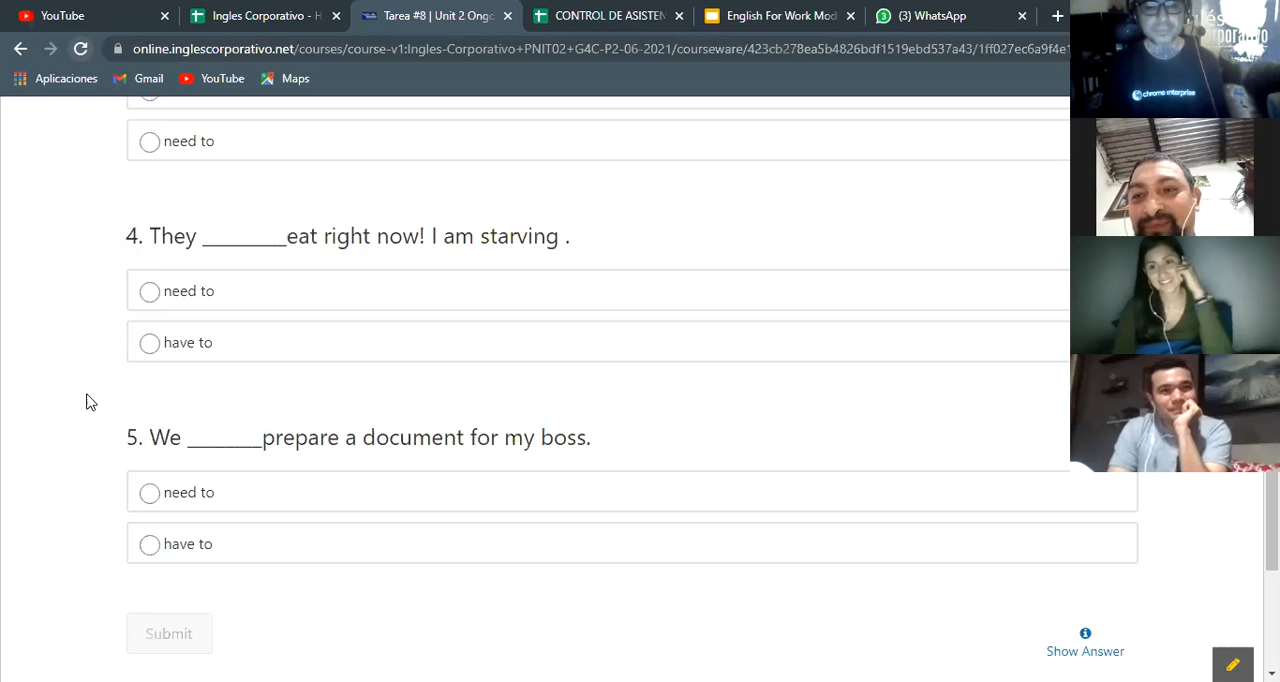 YouTube
Ingles Corporativo - H
Tarea #8 | Unit 2 Ongo
CONTROL DE ASISTEN
English For Work Mod
(3) WhatsApp
online.inglescorporativo.net/courses/course-v1:Ingles-Corporativo+PNIT02+G4C-P2-06-2021/courseware/423cb278ea5b4826bdf1519ebd537a43/1ff027ec6a9f4e1
Aplicaciones
Gmail
YouTube
Maps
chrome enterprise
need to
4. They ________eat right now! I am starving .
need to
have to
5. We _______prepare a document for my boss.
need to
have to
Submit
Show Answer